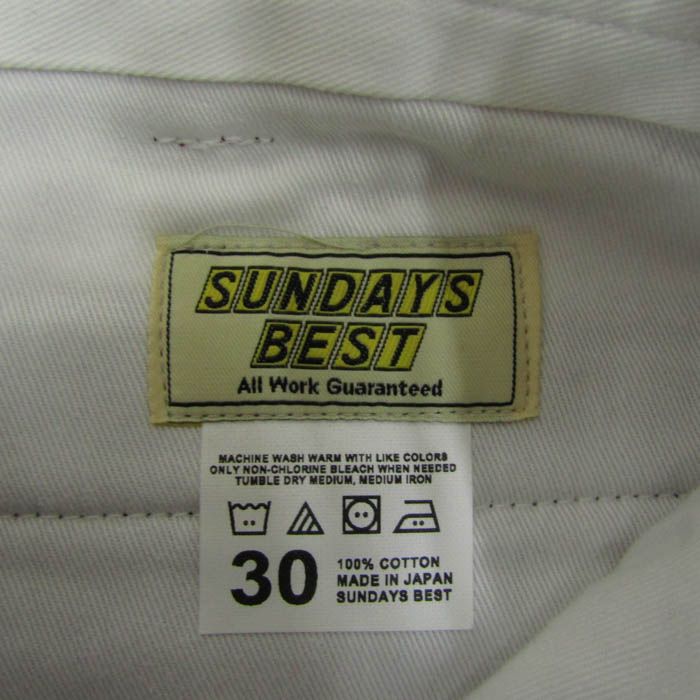 SUNDAYS
BEST
All Work Guaranteed
MACHINE WASH WARM WITH LIKE COLORS
ONLY NON-CHLORINE BLEACH WHEN NEEDED
TUMBLE DRY MEDIUM, MEDIUM IRON
30
100% COTTON
MADE IN JAPAN
SUNDAYS BEST